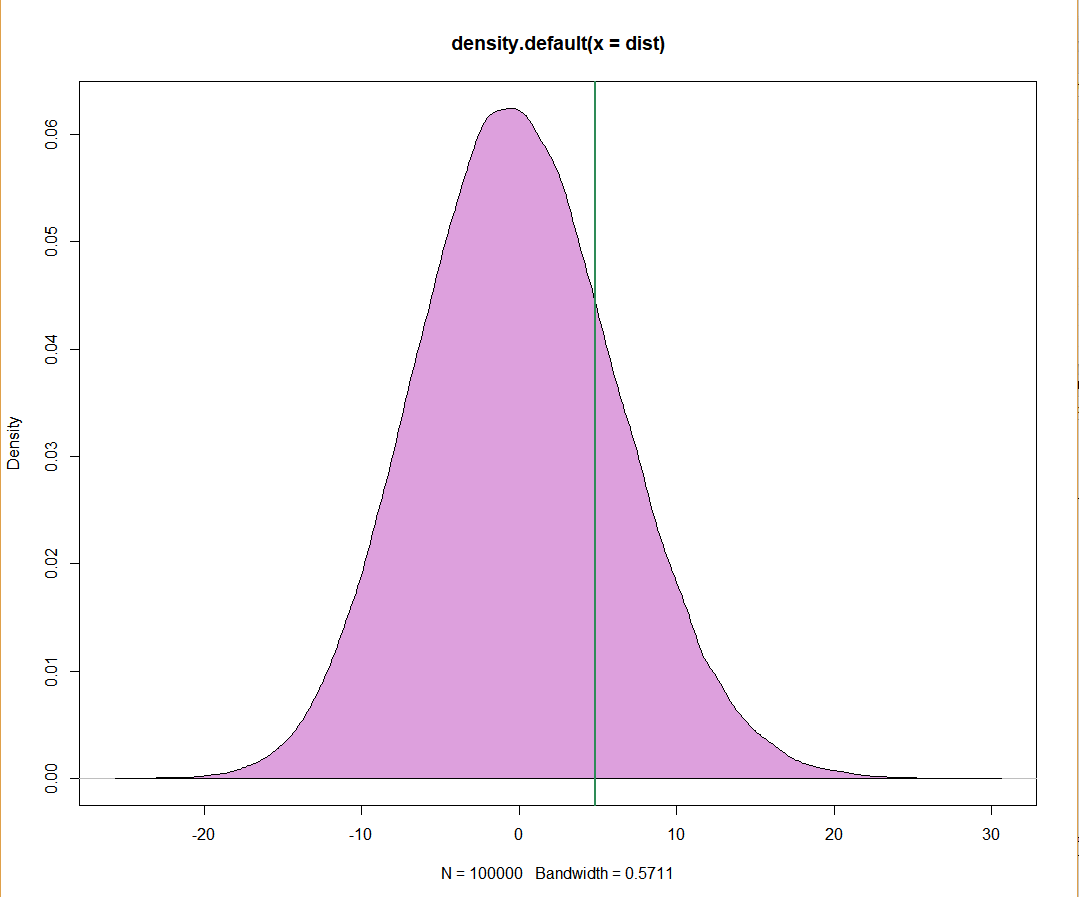 density.default(x = dist)
Density
0.06
0.05
0.04
0.03
0.02
0.01
0.00
-20 -10 0 10 20 30
N = 100000 Bandwidth = 0.5711